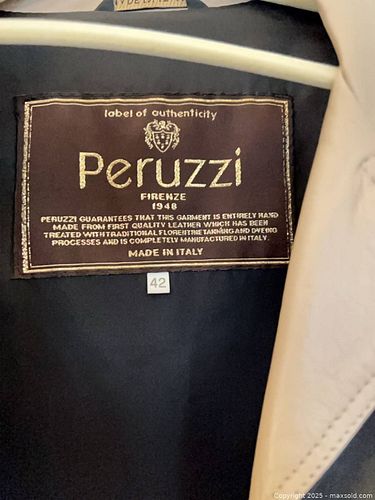 label of authenticity
Peruzzi
FIRENZE
1948
PERUZZI GUARANTEES THAT THIS GARMENT IS ENTIRELY HAND
MADE FROM FIRST QUALITY LEATHER WHICH HAS BEEN
TREATED WITH TRADITIONAL FLORENTINE TANNING AND DYEING
PROCESSES AND IS COMPLETELY MANUFACTURED IN ITALY.
MADE IN ITALY
42
Copyright © 2025 - maxsold.com